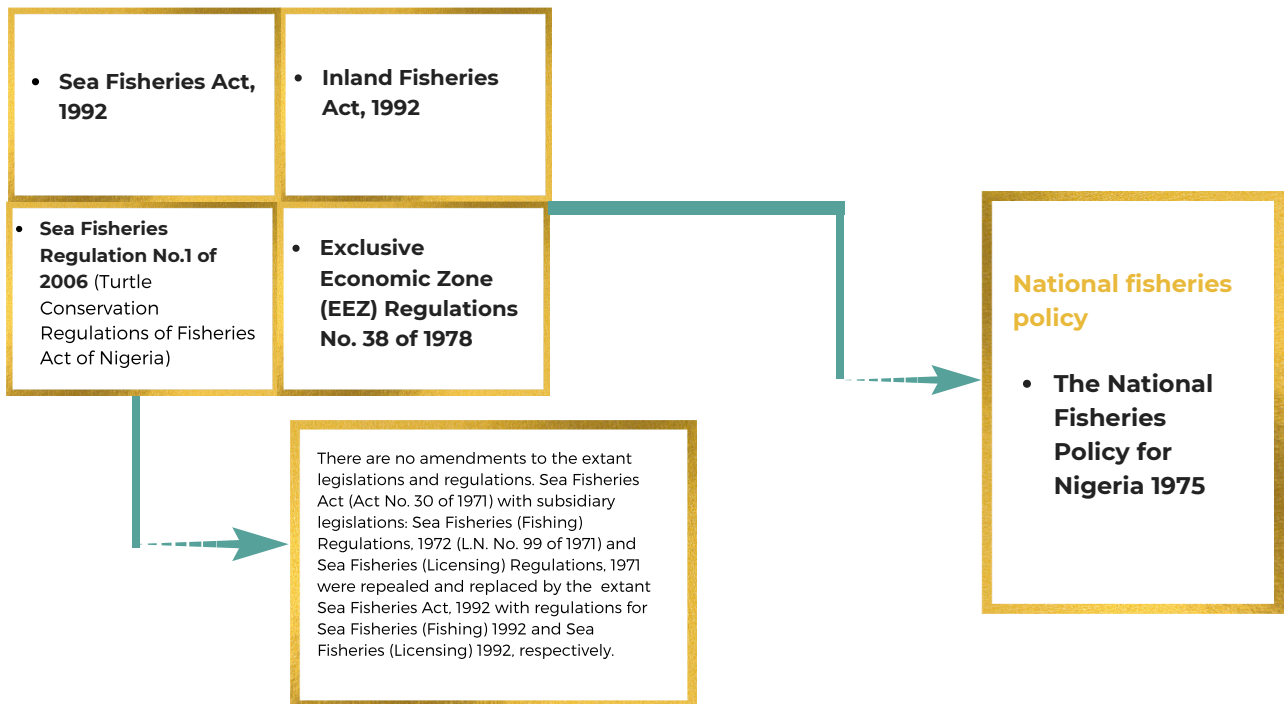 • Sea Fisheries Act,
1992
• Inland Fisheries
Act, 1992
• Sea Fisheries
Regulation No.1 of
2006 (Turtle
Conservation
Regulations of Fisheries
Act of Nigeria)
• Exclusive
Economic Zone
(EEZ) Regulations
No. 38 of 1978
There are no amendments to the extant
legislations and regulations. Sea Fisheries
Act (Act No. 30 of 1971) with subsidiary
legislations: Sea Fisheries (Fishing)
Regulations, 1972 (L.N. No. 99 of 1971) and
Sea Fisheries (Licensing) Regulations, 1971
were repealed and replaced by the extant
Sea Fisheries Act, 1992 with regulations for
Sea Fisheries (Fishing) 1992 and Sea
Fisheries (Licensing) 1992, respectively.
National fisheries
policy
• The National
Fisheries
Policy for
Nigeria 1975